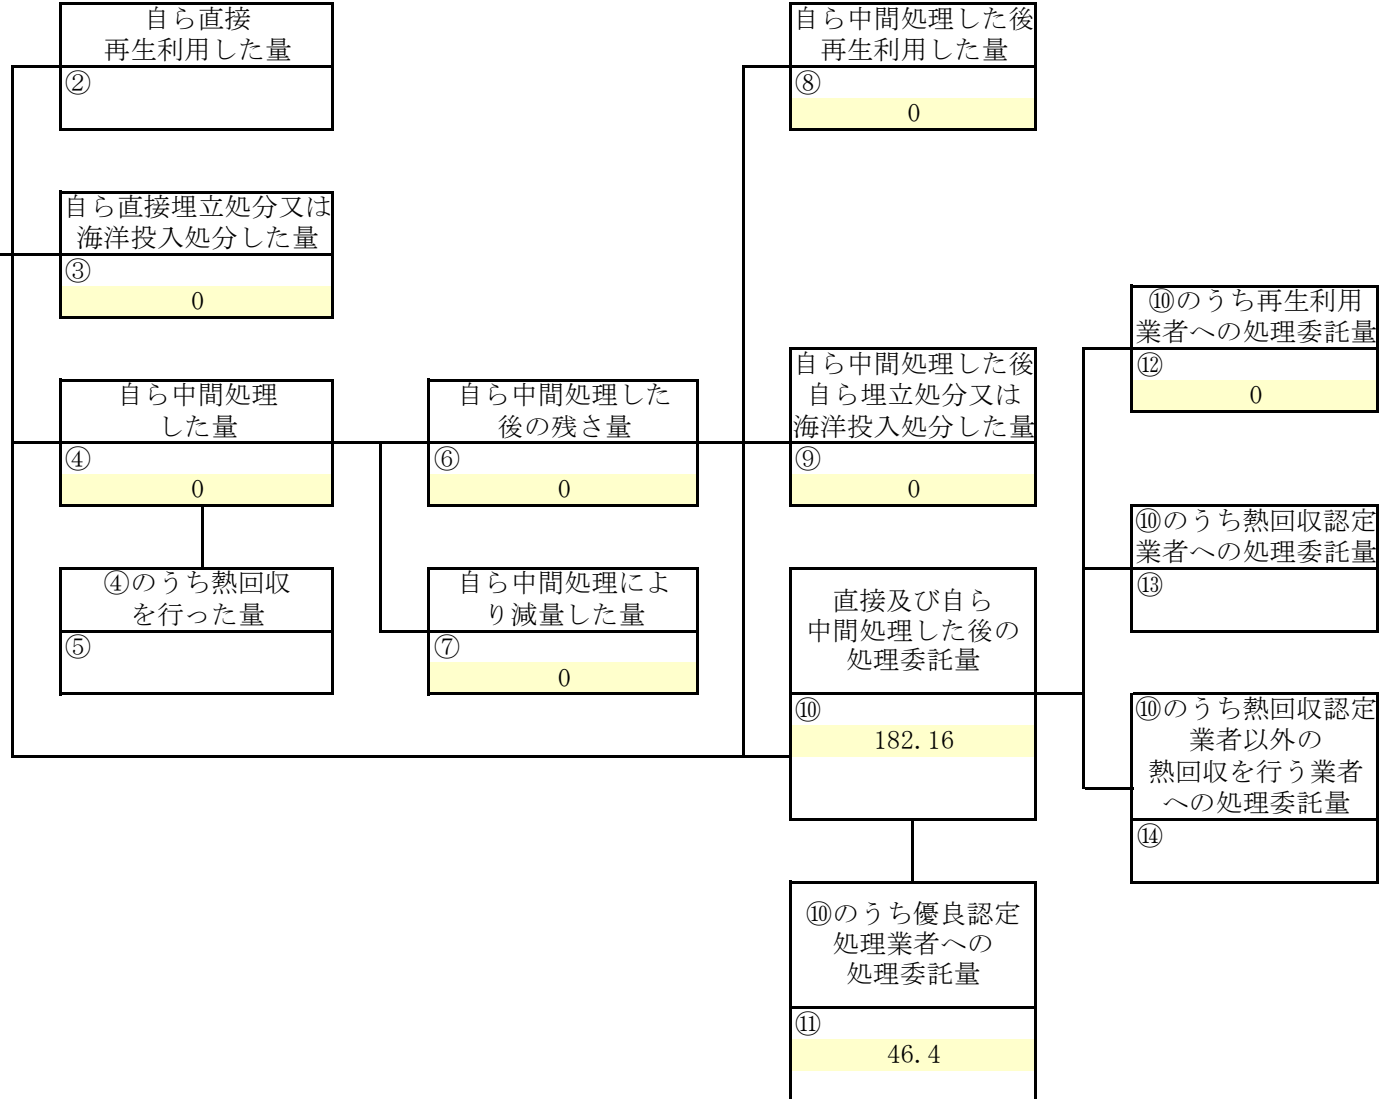 自ら直接
再生利用した量
②
自ら中間処理した後
再生利用した量
⑧
0
自ら直接埋立処分又は
海洋投入処分した量
③
0
⑩のうち再生利用
業者への処理委託量
⑫
0
自ら中間処理
した量
④
0
自ら中間処理した
後の残さ量
⑥
0
自ら中間処理した後
自ら埋立処分又は
海洋投入処分した量
⑨
0
⑩のうち熱回収認定
業者への処理委託量
⑬
④のうち熱回収
を行った量
⑤
自ら中間処理によ
り減量した量
⑦
0
直接及び自ら
中間処理した後の
処理委託量
⑩
182.16
⑩のうち熱回収認定
業者以外の
熱回収を行う業者
への処理委託量
⑭
⑩のうち優良認定
処理業者への
処理委託量
⑪
46.4